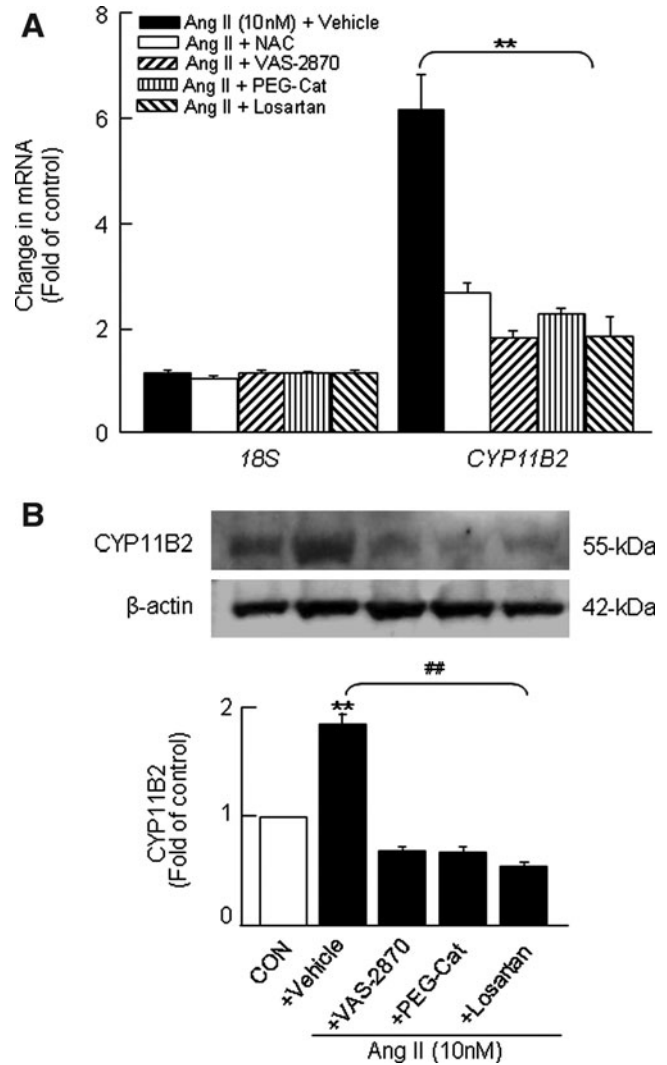 A
Ang II (10nM) + Vehicle
Ang II + NAC
Ang II + VAS-2870
Ang II + PEG-Cat
Ang II + Losartan
**
Change in mRNA
(Fold of control)
8
6
4
2
0
18S
CYP11B2
B
CYP11B2
55-kDa
β-actin
42-kDa
##
**
CYP11B2
(Fold of control)
2
1
0
CON
+Vehicle
+VAS-2870
+PEG-Cat
+Losartan
Ang II (10nM)